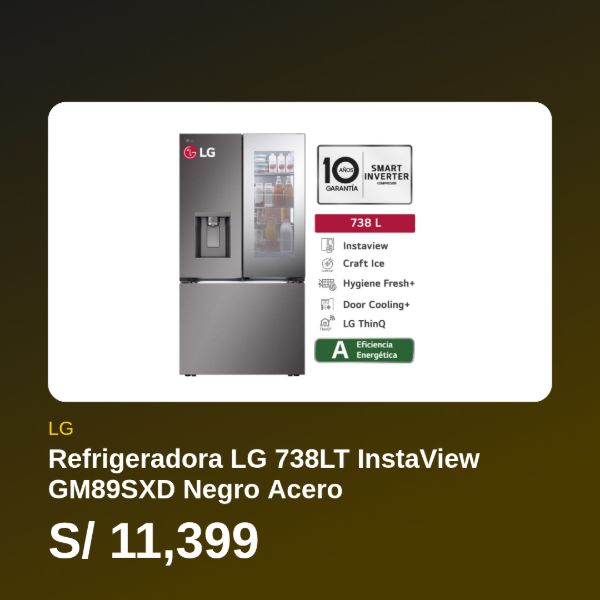 LG
10 AÑOS
GARANTÍA
SMART
INVERTER
COMPRESSOR
738 L
Instaview
Craft Ice
Hygiene Fresh+
Door Cooling+
LG ThinQ
A Eficiencia
Energética
LG
Refrigeradora LG 738LT InstaView
GM89SXD Negro Acero
S/ 11,399